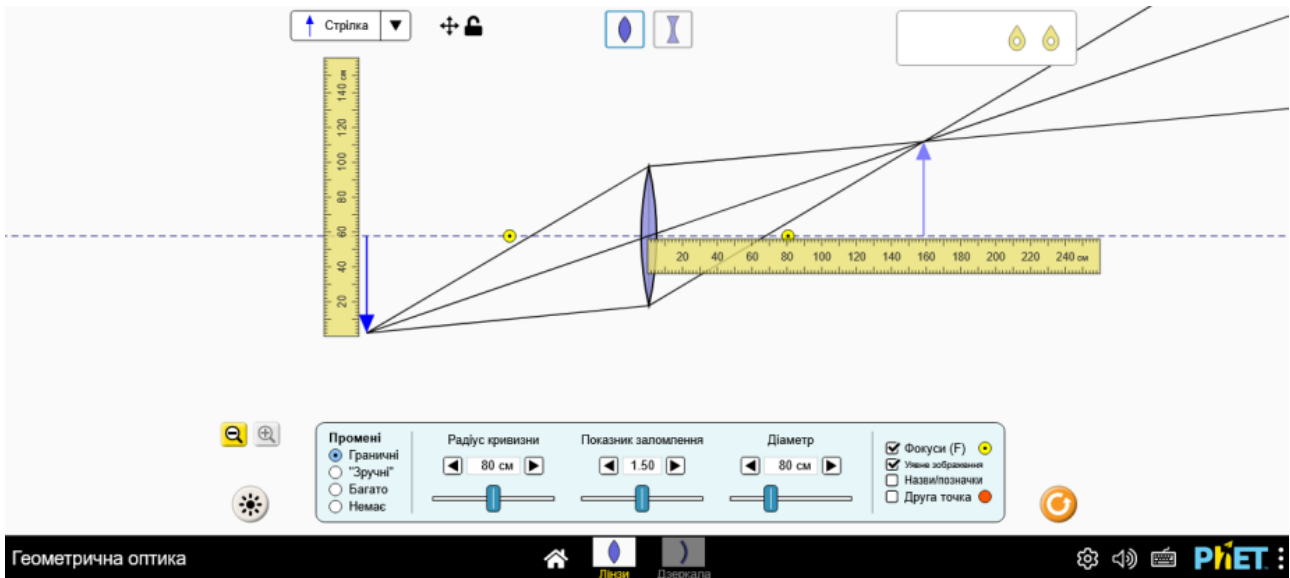 Стрілка
140 см
120
100
80
60
40
20
20 40 60 80 100 120 140 160 180 200 220 240 см
Промені
Граничні
"Зручні"
Багато
Немає
Радіус кривизни
80 см
Показник заломлення
1.50
Діаметр
80 см
Фокуси (F)
Уявне зображення
Назви/позначки
Друга точка
Геометрична оптика
Лінзи
Дзеркала
PhET